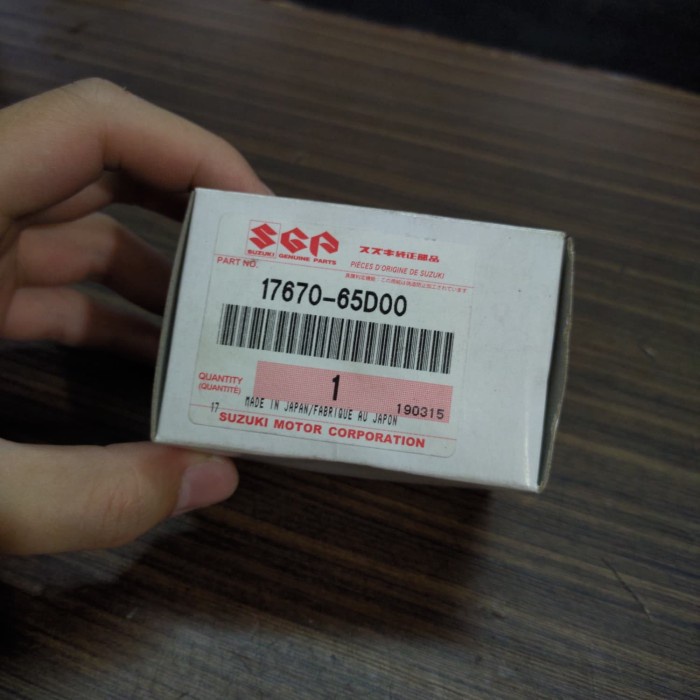 SGP スズキ純正部品
SUZUKI GENUINE PARTS PIÈCES D'ORIGINE DE SUZUKI
PART NO.
17670-65D00
QUANTITY 1
(QUANTITÉ)
190315
17 MADE IN JAPAN/FABRIQUE AU JAPON
SUZUKI MOTOR CORPORATION